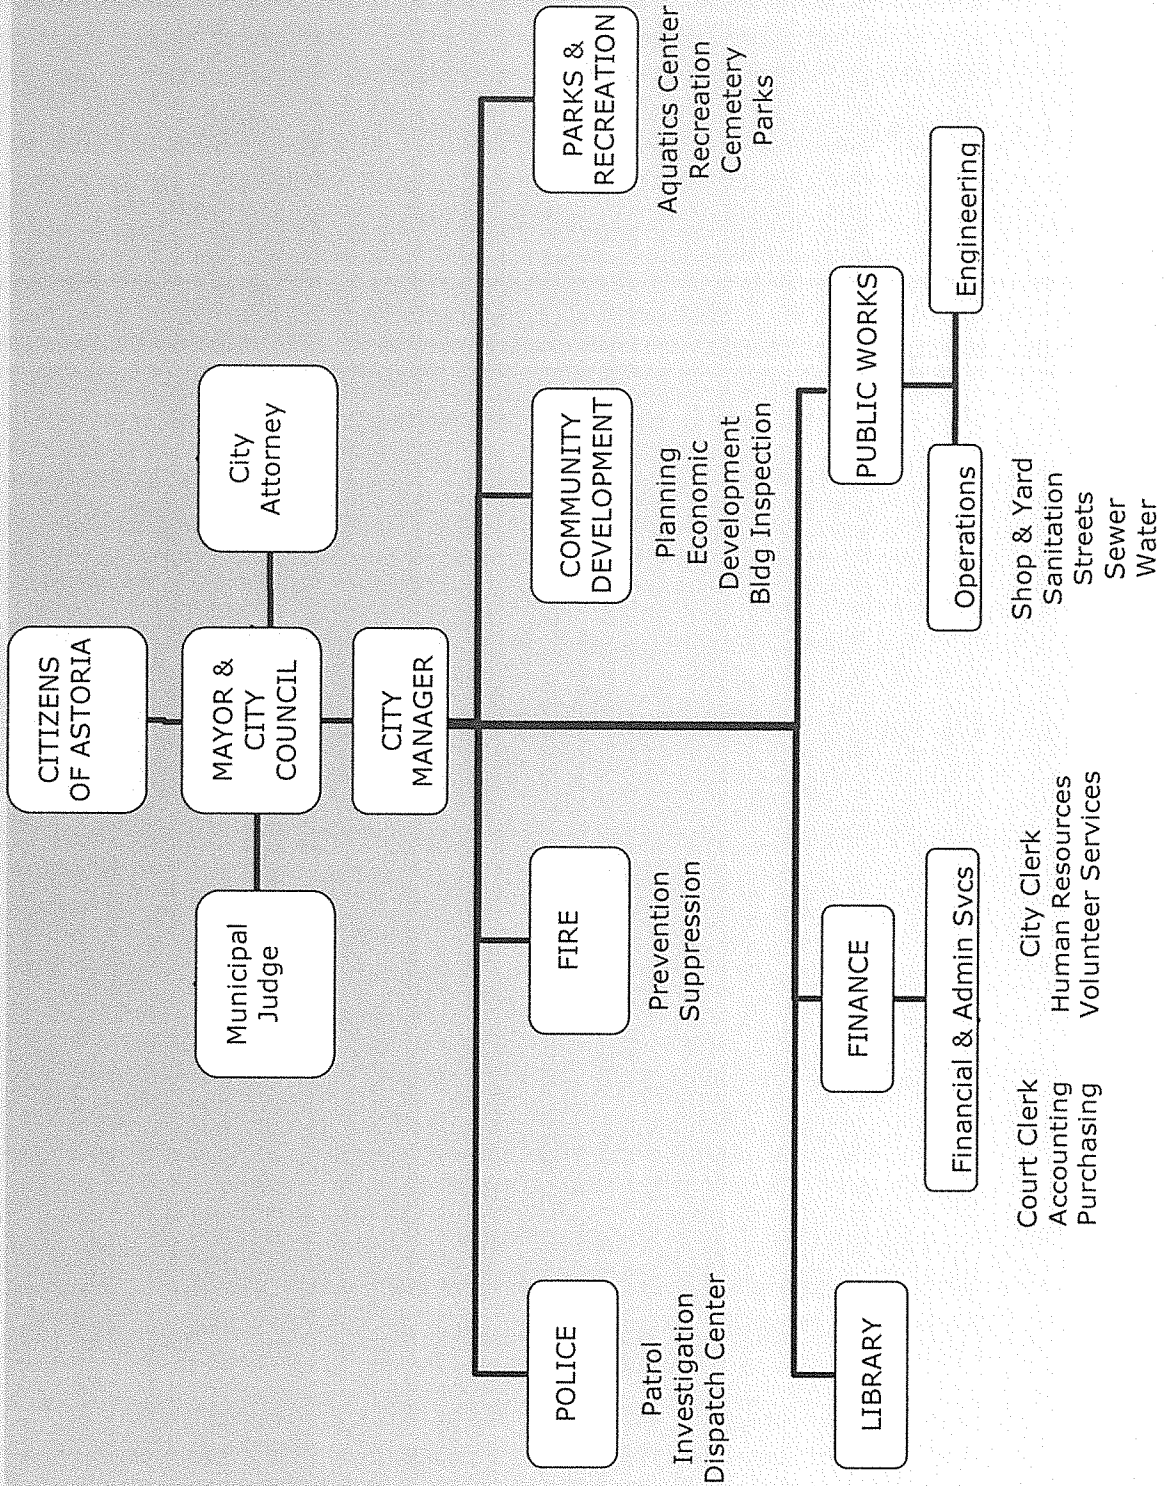 CITIZENS
OF ASTORIA
Municipal
Judge
MAYOR &
CITY
COUNCIL
City
Attorney
CITY
MANAGER
POLICE
Patrol
Investigation
Dispatch Center
FIRE
Prevention
Suppression
COMMUNITY
DEVELOPMENT
Planning
Economic
Development
Bldg Inspection
PARKS &
RECREATION
Aquatics Center
Recreation
Cemetery
Parks
LIBRARY
FINANCE
Financial & Admin Svcs
Court Clerk
Accounting
Purchasing
City Clerk
Human Resources
Volunteer Services
PUBLIC WORKS
Operations
Shop & Yard
Sanitation
Streets
Sewer
Water
Engineering